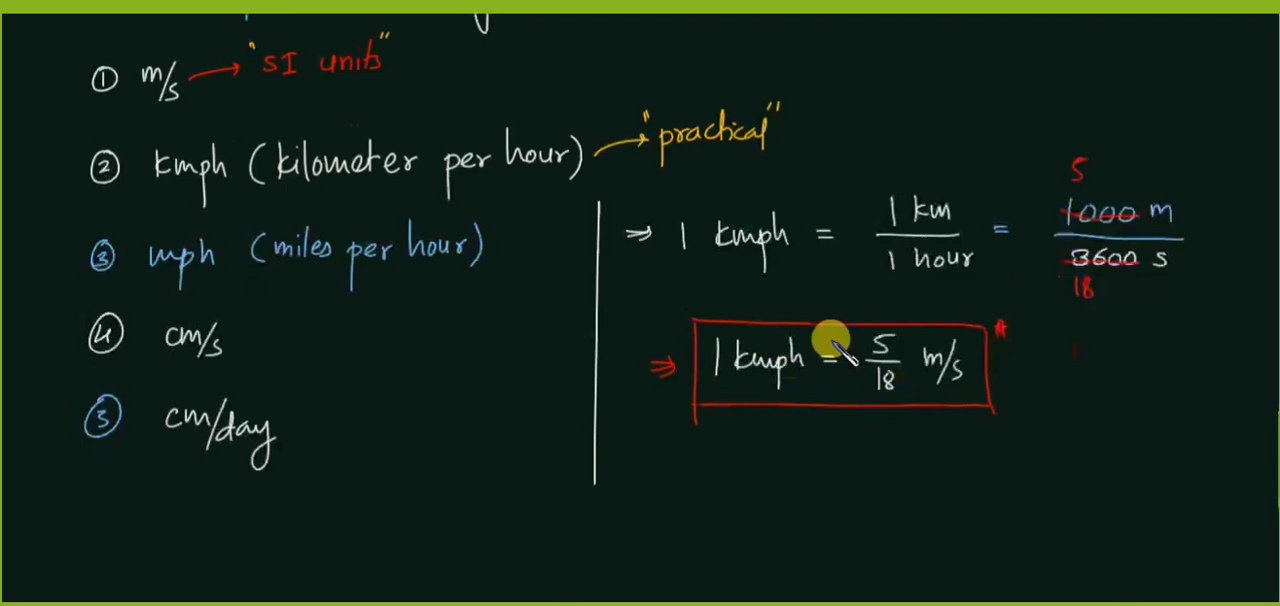 ① m/s → "SI units"
② kmph (kilometer per hour) → "practical"
③ mph (miles per hour)
④ cm/s
⑤ cm/day
⇒ 1 kmph = 1 km / 1 hour = 1000 m / 3600 s
5
18
⇒ 1 kmph = 5/18 m/s *